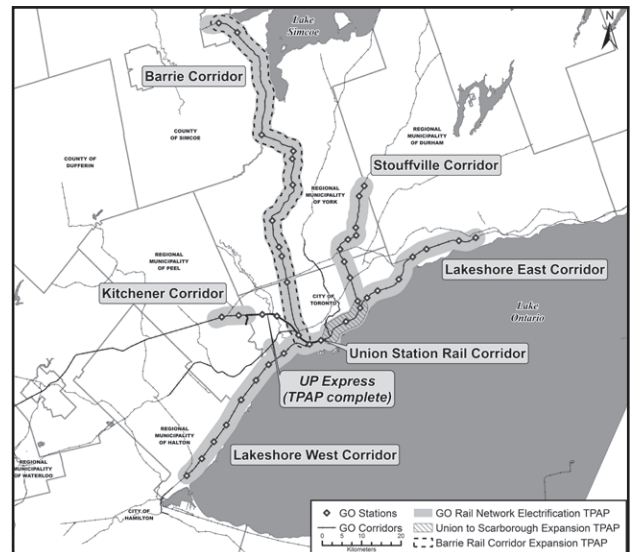 N
Lake
Simcoe
Barrie Corridor
COUNTY
OF SIMCOE
REGIONAL
MUNICIPALITY
OF DURHAM
Stouffville Corridor
COUNTY OF
DUFFERIN
REGIONAL
MUNICIPALITY
OF YORK
REGIONAL
MUNICIPALITY
OF PEEL
Lakeshore East Corridor
Kitchener Corridor
CITY OF
TORONTO
Lake
Ontario
Union Station Rail Corridor
UP Express
(TPAP complete)
REGIONAL
MUNICIPALITY
OF HALTON
Lakeshore West Corridor
REGIONAL
MUNICIPALITY
OF WATERLOO
CITY OF
HAMILTON
GO Stations
GO Corridors
0 5 10 20
Kilometers
GO Rail Network Electrification TPAP
Union to Scarborough Expansion TPAP
Barrie Rail Corridor Expansion TPAP